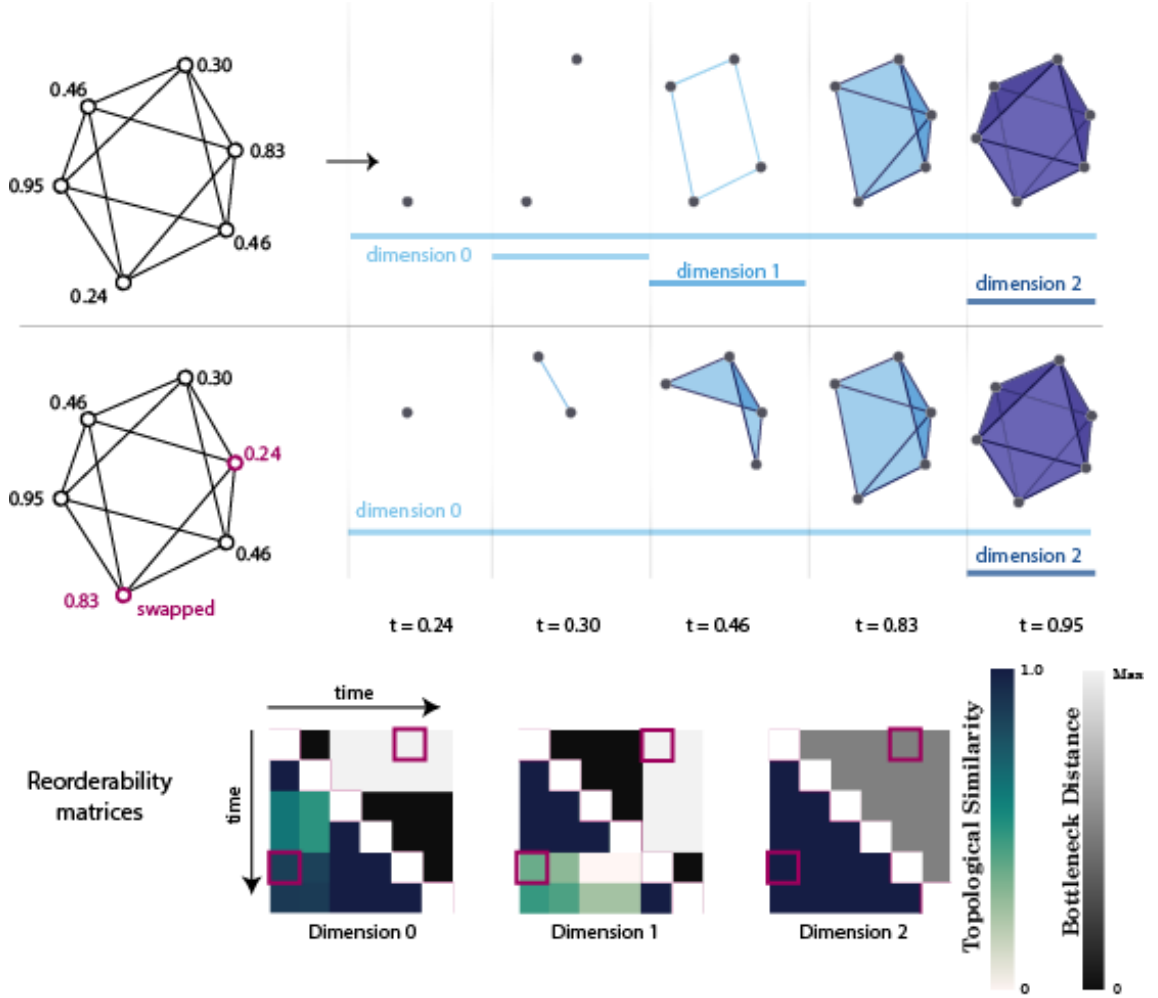 0.30
0.46
0.83
0.95
0.46
0.24
dimension 0
dimension 1
dimension 2
0.30
0.46
0.24
0.95
0.46
0.83
swapped
dimension 0
dimension 2
t = 0.24
t = 0.30
t = 0.46
t = 0.83
t = 0.95
time
time
Reorderability
matrices
Dimension 0
Dimension 1
Dimension 2
Topological Similarity
1.0
0
Bottleneck Distance
Max
0